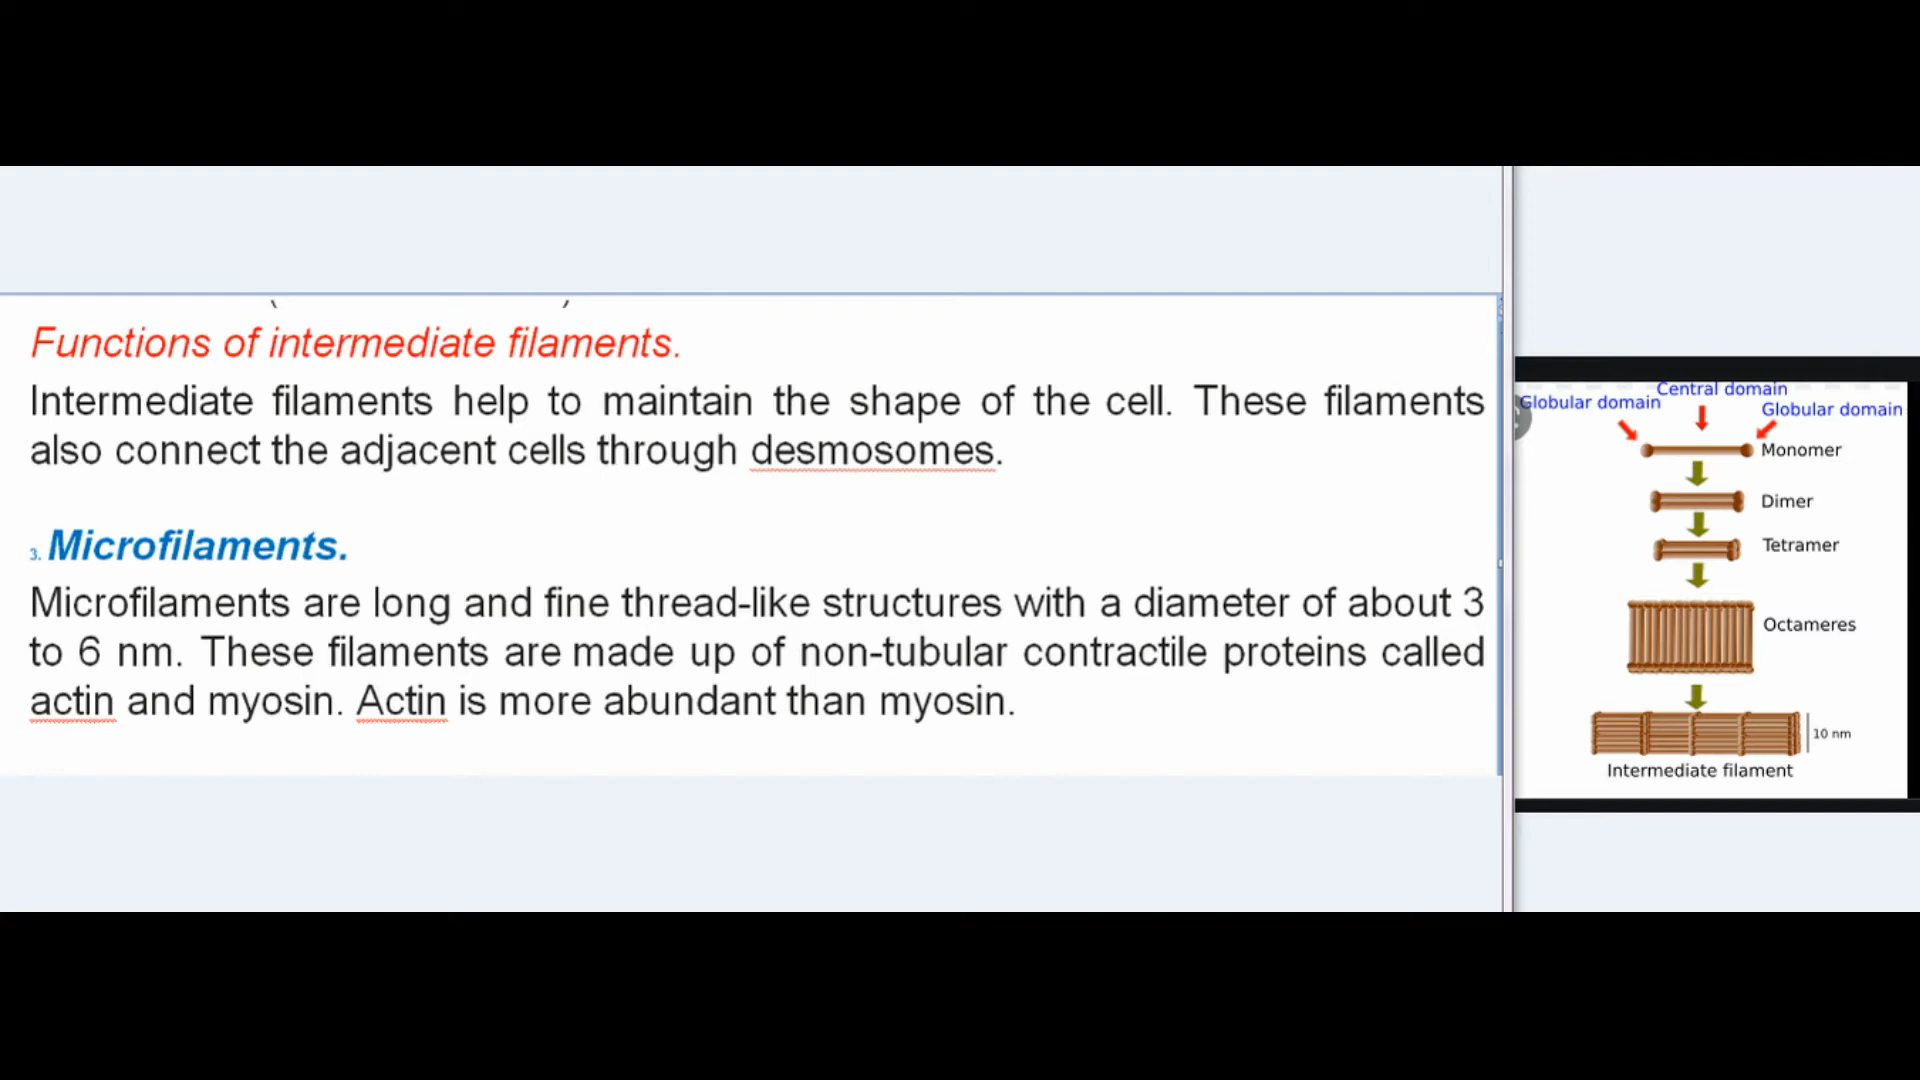 Functions of intermediate filaments.
Intermediate filaments help to maintain the shape of the cell. These filaments
also connect the adjacent cells through desmosomes.
3. Microfilaments.
Microfilaments are long and fine thread-like structures with a diameter of about 3
to 6 nm. These filaments are made up of non-tubular contractile proteins called
actin and myosin. Actin is more abundant than myosin.
Central domain
Globular domain
Globular domain
Monomer
Dimer
Tetramer
Octameres
10 nm
Intermediate filament